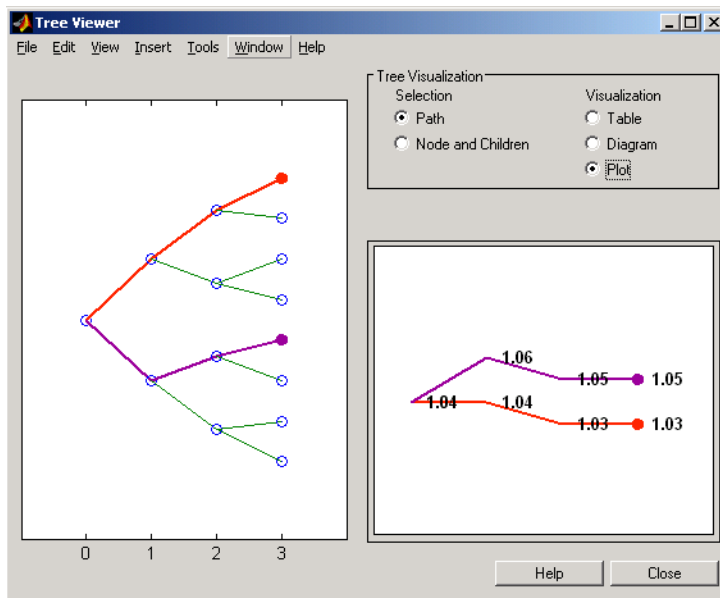 Tree Viewer
File Edit View Insert Tools Window Help
Tree Visualization
Selection
Path
Node and Children
Visualization
Table
Diagram
Plot
1.06
1.05 1.05
1.04 1.04
1.03 1.03
0 1 2 3
Help Close